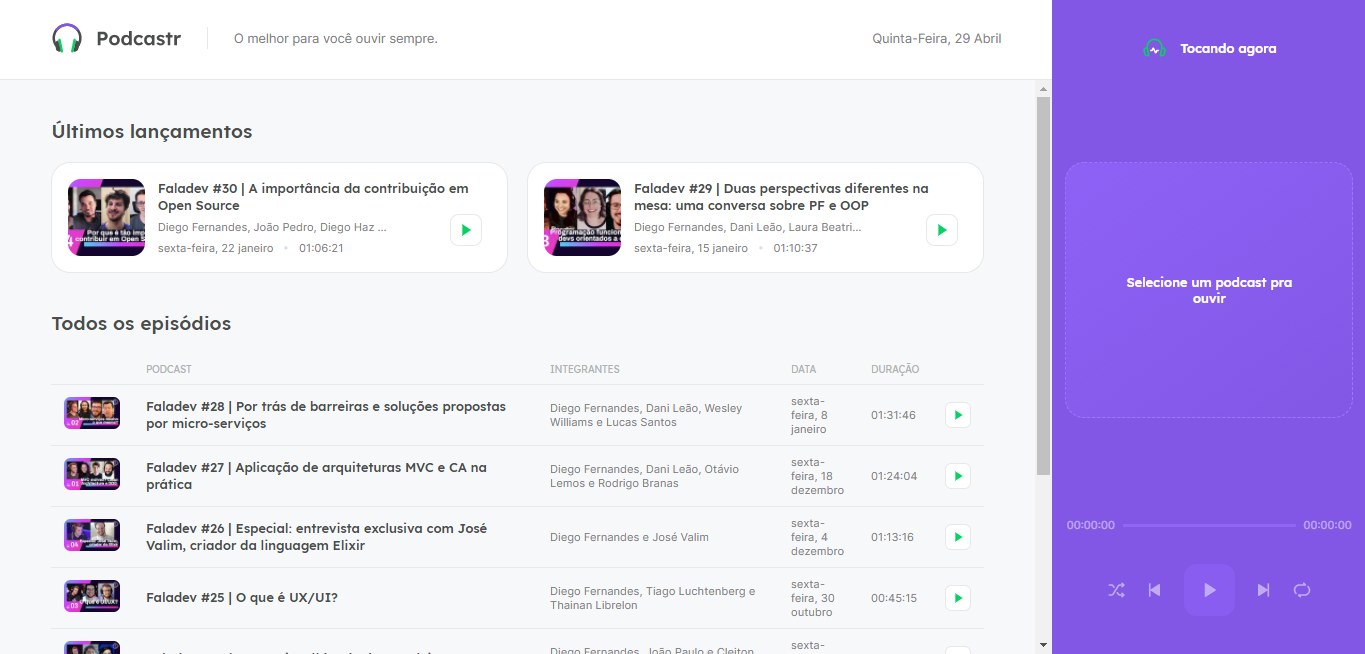 Podcastr
O melhor para você ouvir sempre.
Quinta-Feira, 29 Abril
Tocando agora
Últimos lançamentos
Faladev #30 | A importância da contribuição em
Open Source
Diego Fernandes, João Pedro, Diego Haz ...
sexta-feira, 22 janeiro • 01:06:21
Por que é tão imp
contribuir em Open S
Faladev #29 | Duas perspectivas diferentes na
mesa: uma conversa sobre PF e OOP
Diego Fernandes, Dani Leão, Laura Beatri...
sexta-feira, 15 janeiro • 01:10:37
Programação funcion
devs orientados a
Selecione um podcast pra
ouvir
Todos os episódios
PODCAST INTEGRANTES DATA DURAÇÃO
Faladev #28 | Por trás de barreiras e soluções propostas
por micro-serviços
Diego Fernandes, Dani Leão, Wesley
Williams e Lucas Santos
sexta-
feira, 8
janeiro
01:31:46
Faladev #27 | Aplicação de arquiteturas MVC e CA na
prática
Diego Fernandes, Dani Leão, Otávio
Lemos e Rodrigo Branas
sexta-
feira, 18
dezembro
01:24:04
Faladev #26 | Especial: entrevista exclusiva com José
Valim, criador da linguagem Elixir
Diego Fernandes e José Valim
sexta-
feira, 4
dezembro
01:13:16
Faladev #25 | O que é UX/UI?
Diego Fernandes, Tiago Luchtenberg e
Thainan Librelon
sexta-
feira, 30
outubro
00:45:15
Diego Fernandes, João Paulo e Cleiton
sexta-
00:00:00 00:00:00